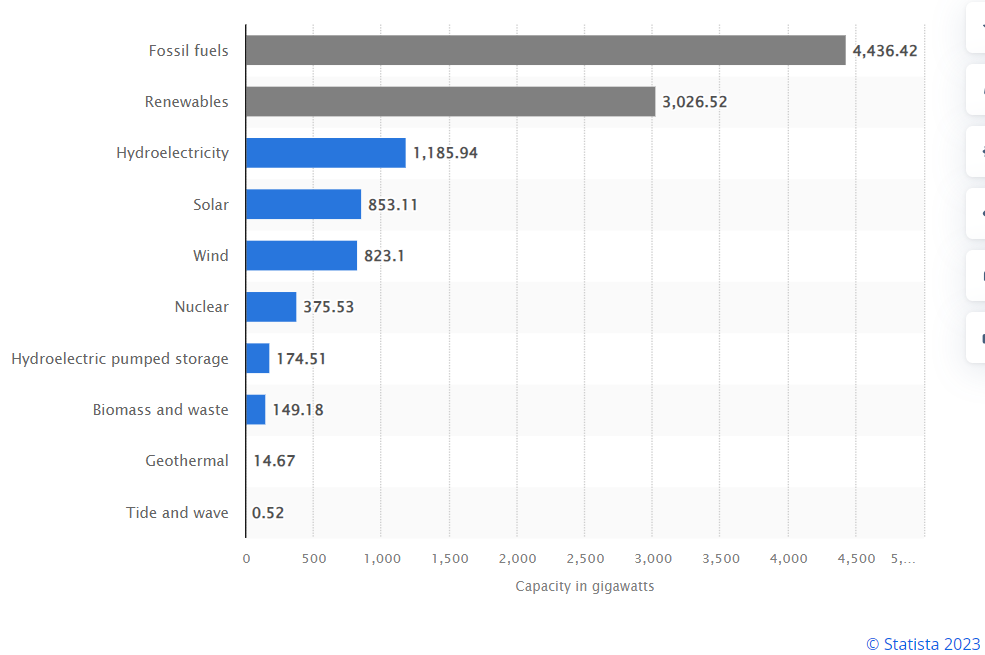 Fossil fuels 4,436.42
Renewables 3,026.52
Hydroelectricity 1,185.94
Solar 853.11
Wind 823.1
Nuclear 375.53
Hydroelectric pumped storage 174.51
Biomass and waste 149.18
Geothermal 14.67
Tide and wave 0.52
0 500 1,000 1,500 2,000 2,500 3,000 3,500 4,000 4,500 5,...
Capacity in gigawatts
© Statista 2023